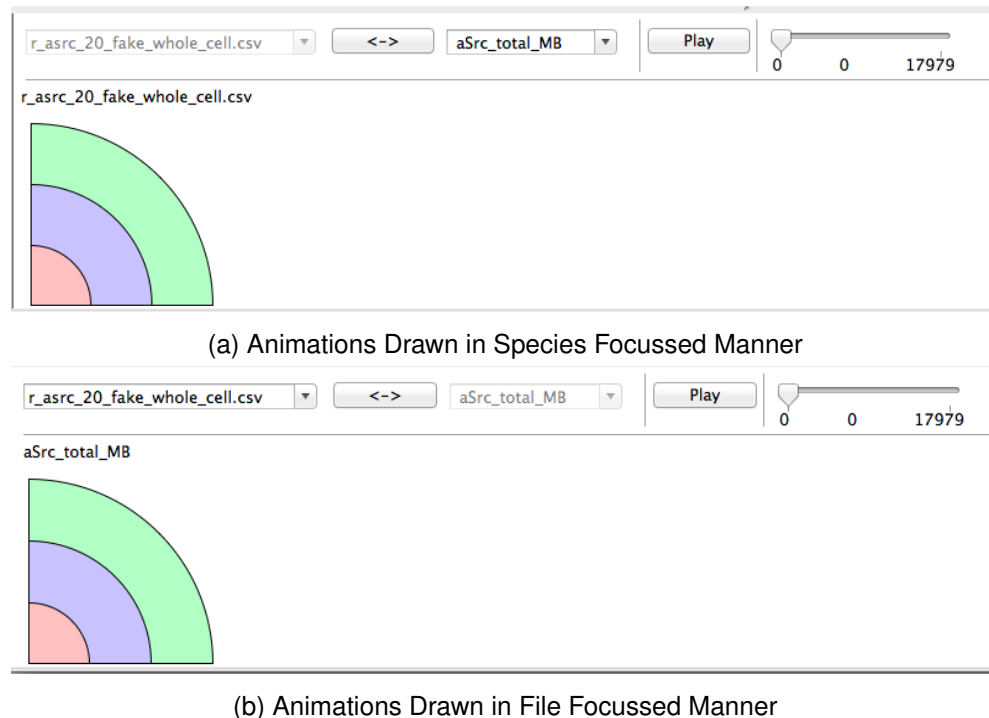 r_asrc_20_fake_whole_cell.csv <-> aSrc_total_MB Play
0 0 17979
r_asrc_20_fake_whole_cell.csv
(a) Animations Drawn in Species Focussed Manner
r_asrc_20_fake_whole_cell.csv <-> aSrc_total_MB Play
0 0 17979
aSrc_total_MB
(b) Animations Drawn in File Focussed Manner